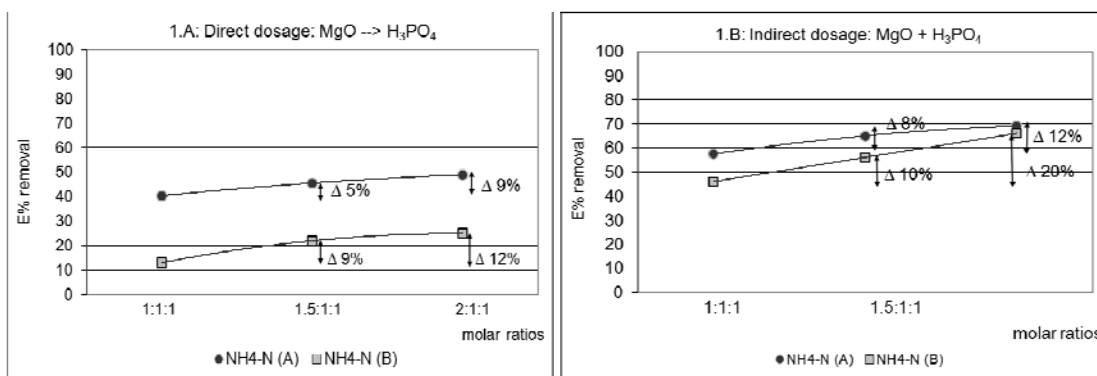 1.A: Direct dosage: MgO --> H₃PO₄
100
90
80
70
60
50
40
30
20
10
0
E% removal
Δ 5%
Δ 9%
Δ 9%
Δ 12%
1:1:1
1.5:1:1
2:1:1
molar ratios
NH4-N (A)
NH4-N (B)
1.B: Indirect dosage: MgO + H₃PO₄
100
90
80
70
60
50
40
30
20
10
0
E% removal
Δ 8%
Δ 12%
Δ 10%
Δ 20%
1:1:1
1.5:1:1
molar ratios
NH4-N (A)
NH4-N (B)